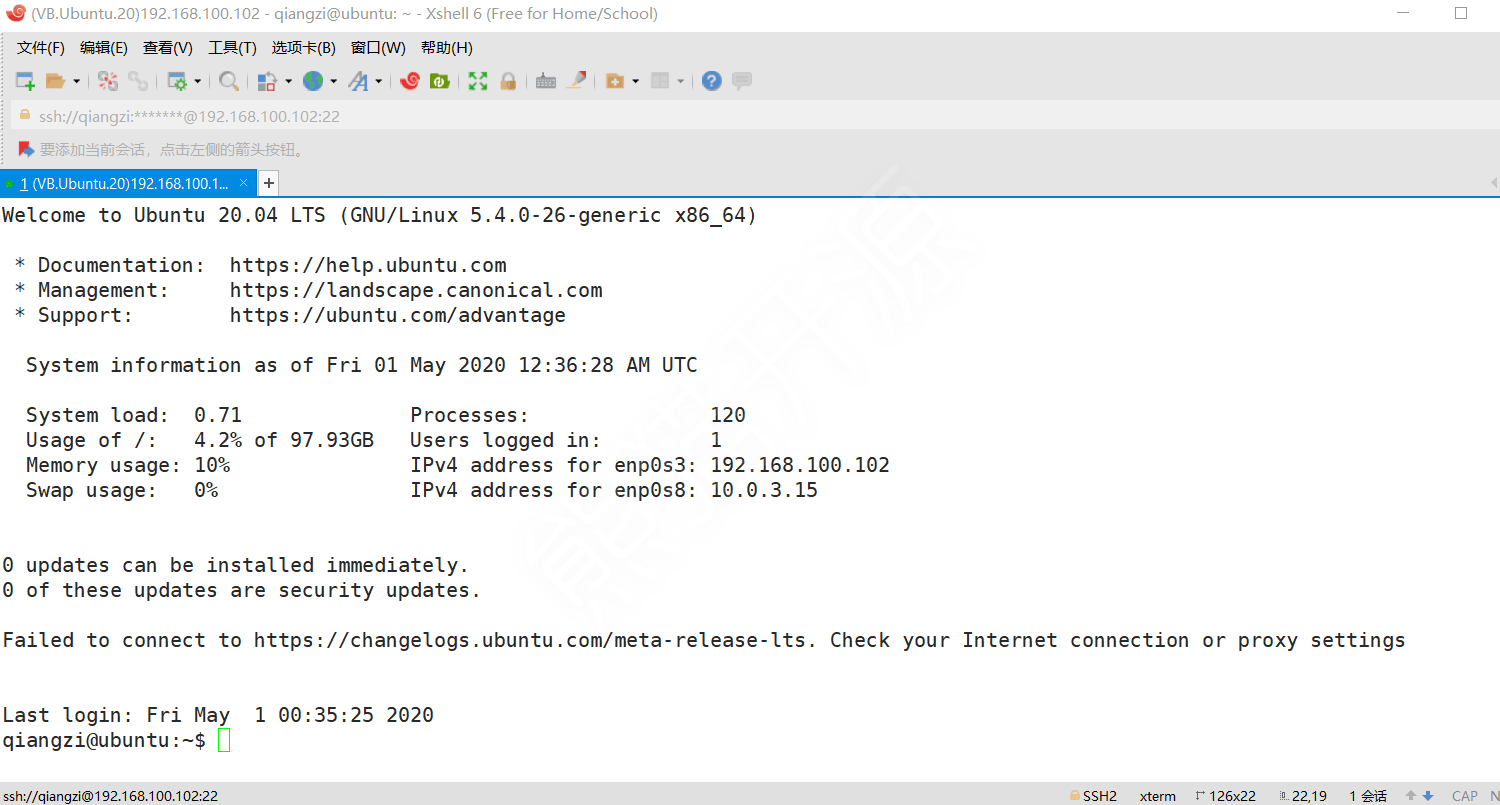 (VB.Ubuntu.20)192.168.100.102 - qiangzi@ubuntu: ~ - Xshell 6 (Free for Home/School)
文件(F) 编辑(E) 查看(V) 工具(T) 选项卡(B) 窗口(W) 帮助(H)
ssh://qiangzi:*******@192.168.100.102:22
要添加当前会话，点击左侧的箭头按钮。
1 (VB.Ubuntu.20)192.168.100.1... × +
Welcome to Ubuntu 20.04 LTS (GNU/Linux 5.4.0-26-generic x86_64)
* Documentation: https://help.ubuntu.com
* Management: https://landscape.canonical.com
* Support: https://ubuntu.com/advantage
System information as of Fri 01 May 2020 12:36:28 AM UTC
System load: 0.71 Processes: 120
Usage of /: 4.2% of 97.93GB Users logged in: 1
Memory usage: 10% IPv4 address for enp0s3: 192.168.100.102
Swap usage: 0% IPv4 address for enp0s8: 10.0.3.15
0 updates can be installed immediately.
0 of these updates are security updates.
Failed to connect to https://changelogs.ubuntu.com/meta-release-lts. Check your Internet connection or proxy settings
Last login: Fri May  1 00:35:25 2020
qiangzi@ubuntu:~$
ssh://qiangzi@192.168.100.102:22 SSH2 xterm 126x22 22,19 1 会话 CAP